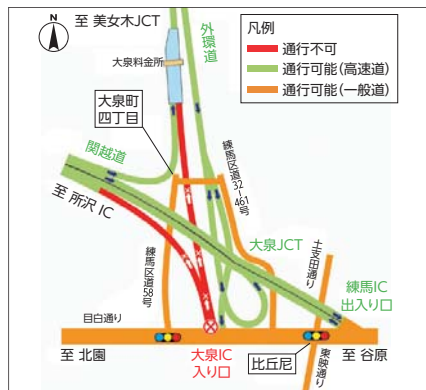 N
至 美女木JCT
大泉料金所
外環道
凡例
通行不可
通行可能(高速道)
通行可能(一般道)
大泉町
四丁目
関越道
練馬区道32-
461号
至 所沢 IC
大泉JCT
土支田通り
練馬IC
出入り口
練馬区道58号
目白通り
至 北園
大泉IC
入り口
比丘尼
東映通り
至 谷原